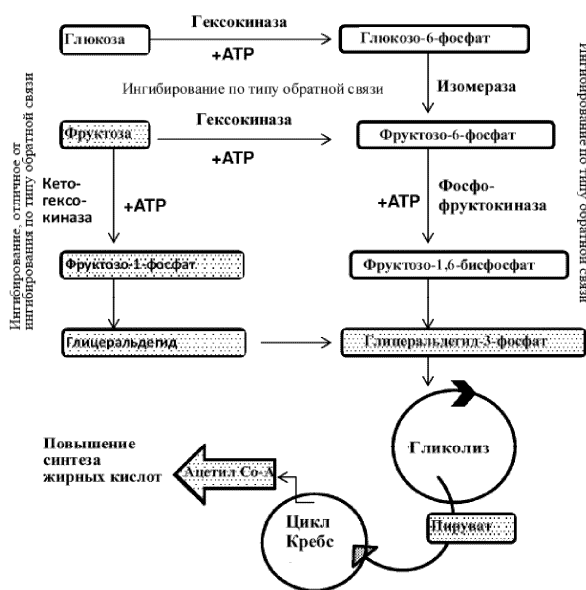 Гексокиназа
Глюкоза
Глюкозо-6-фосфат
+АТР
Ингибирование по типу обратной связи
Изомераза
Гексокиназа
Фруктоза
Фруктозо-6-фосфат
+АТР
Кето-
гексо-
киназа
+АТР
+АТР
Фосфо-
фруктокиназа
Ингибирование, отличное от
ингибирования по типу обратной связи
Ингибирование по типу обратной связи
Фруктозо-1-фосфат
Фруктозо-1,6-бисфосфат
Глицеральдегид
Глицеральдегид-3-фосфат
Гликолиз
Повышение
синтеза
жирных кислот
Ацетил Со-А
Цикл
Кребс
Пируват